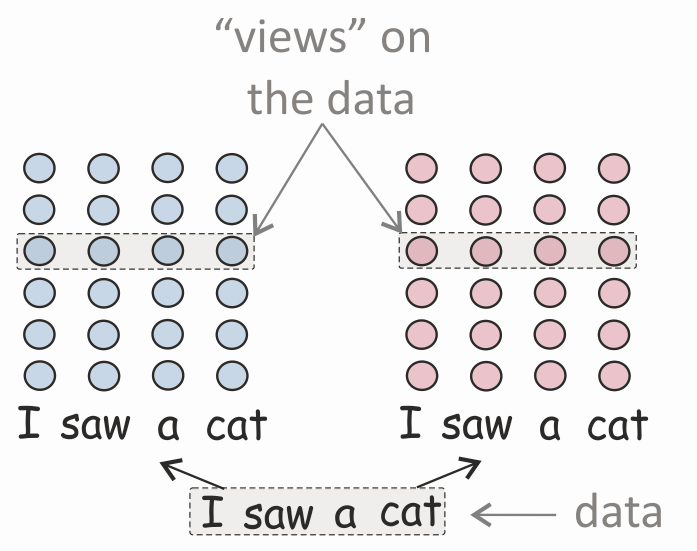 “views” on
the data
I saw a cat
I saw a cat
I saw a cat
data